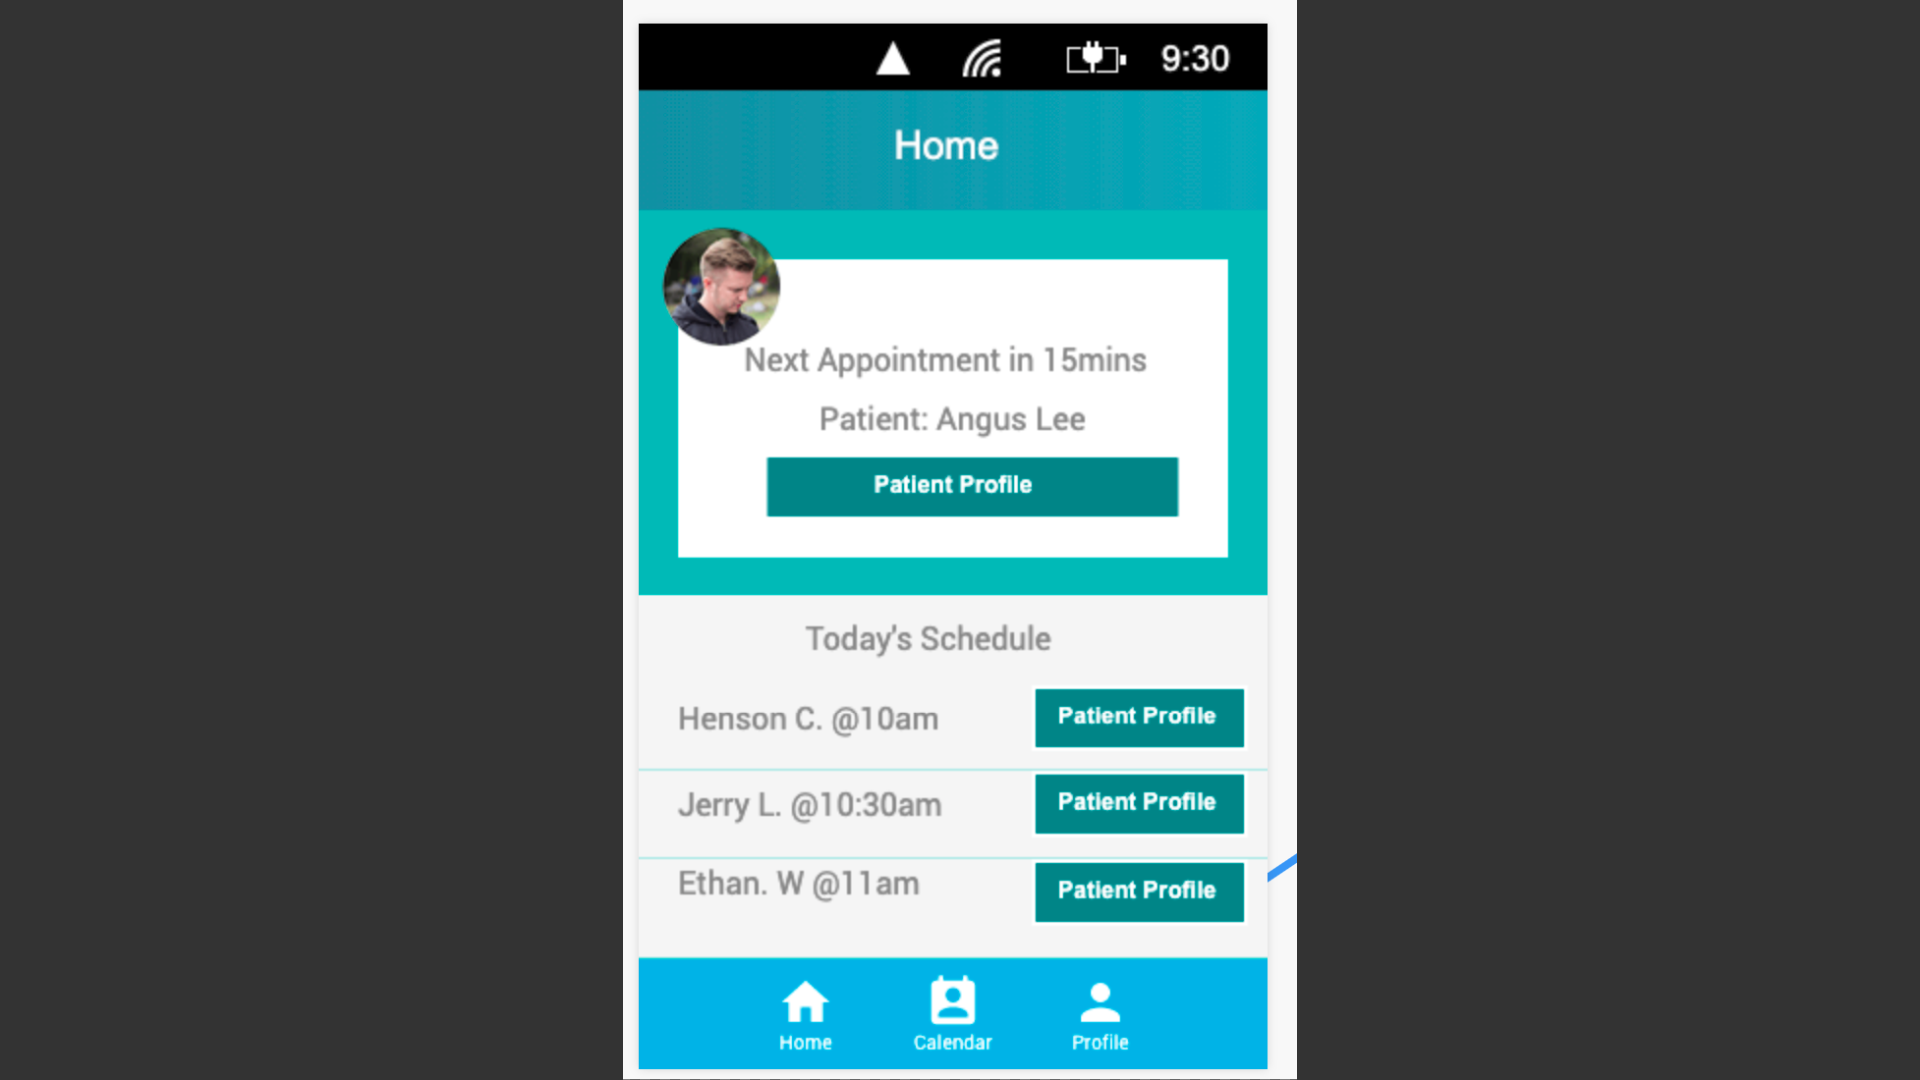 9:30
Home
Next Appointment in 15mins
Patient: Angus Lee
Patient Profile
Today's Schedule
Henson C. @10am
Patient Profile
Jerry L. @10:30am
Patient Profile
Ethan. W @11am
Patient Profile
Home
Calendar
Profile